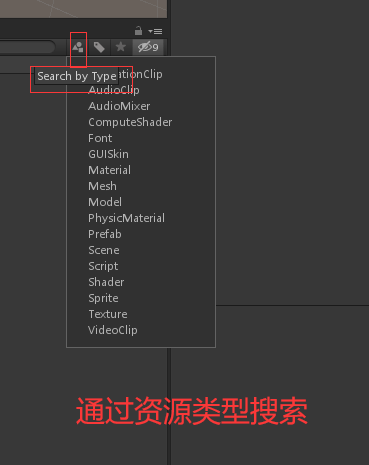 9
Search by Type
ationClip
AudioClip
AudioMixer
ComputeShader
Font
GUISkin
Material
Mesh
Model
PhysicMaterial
Prefab
Scene
Script
Shader
Sprite
Texture
VideoClip
通过资源类型搜索